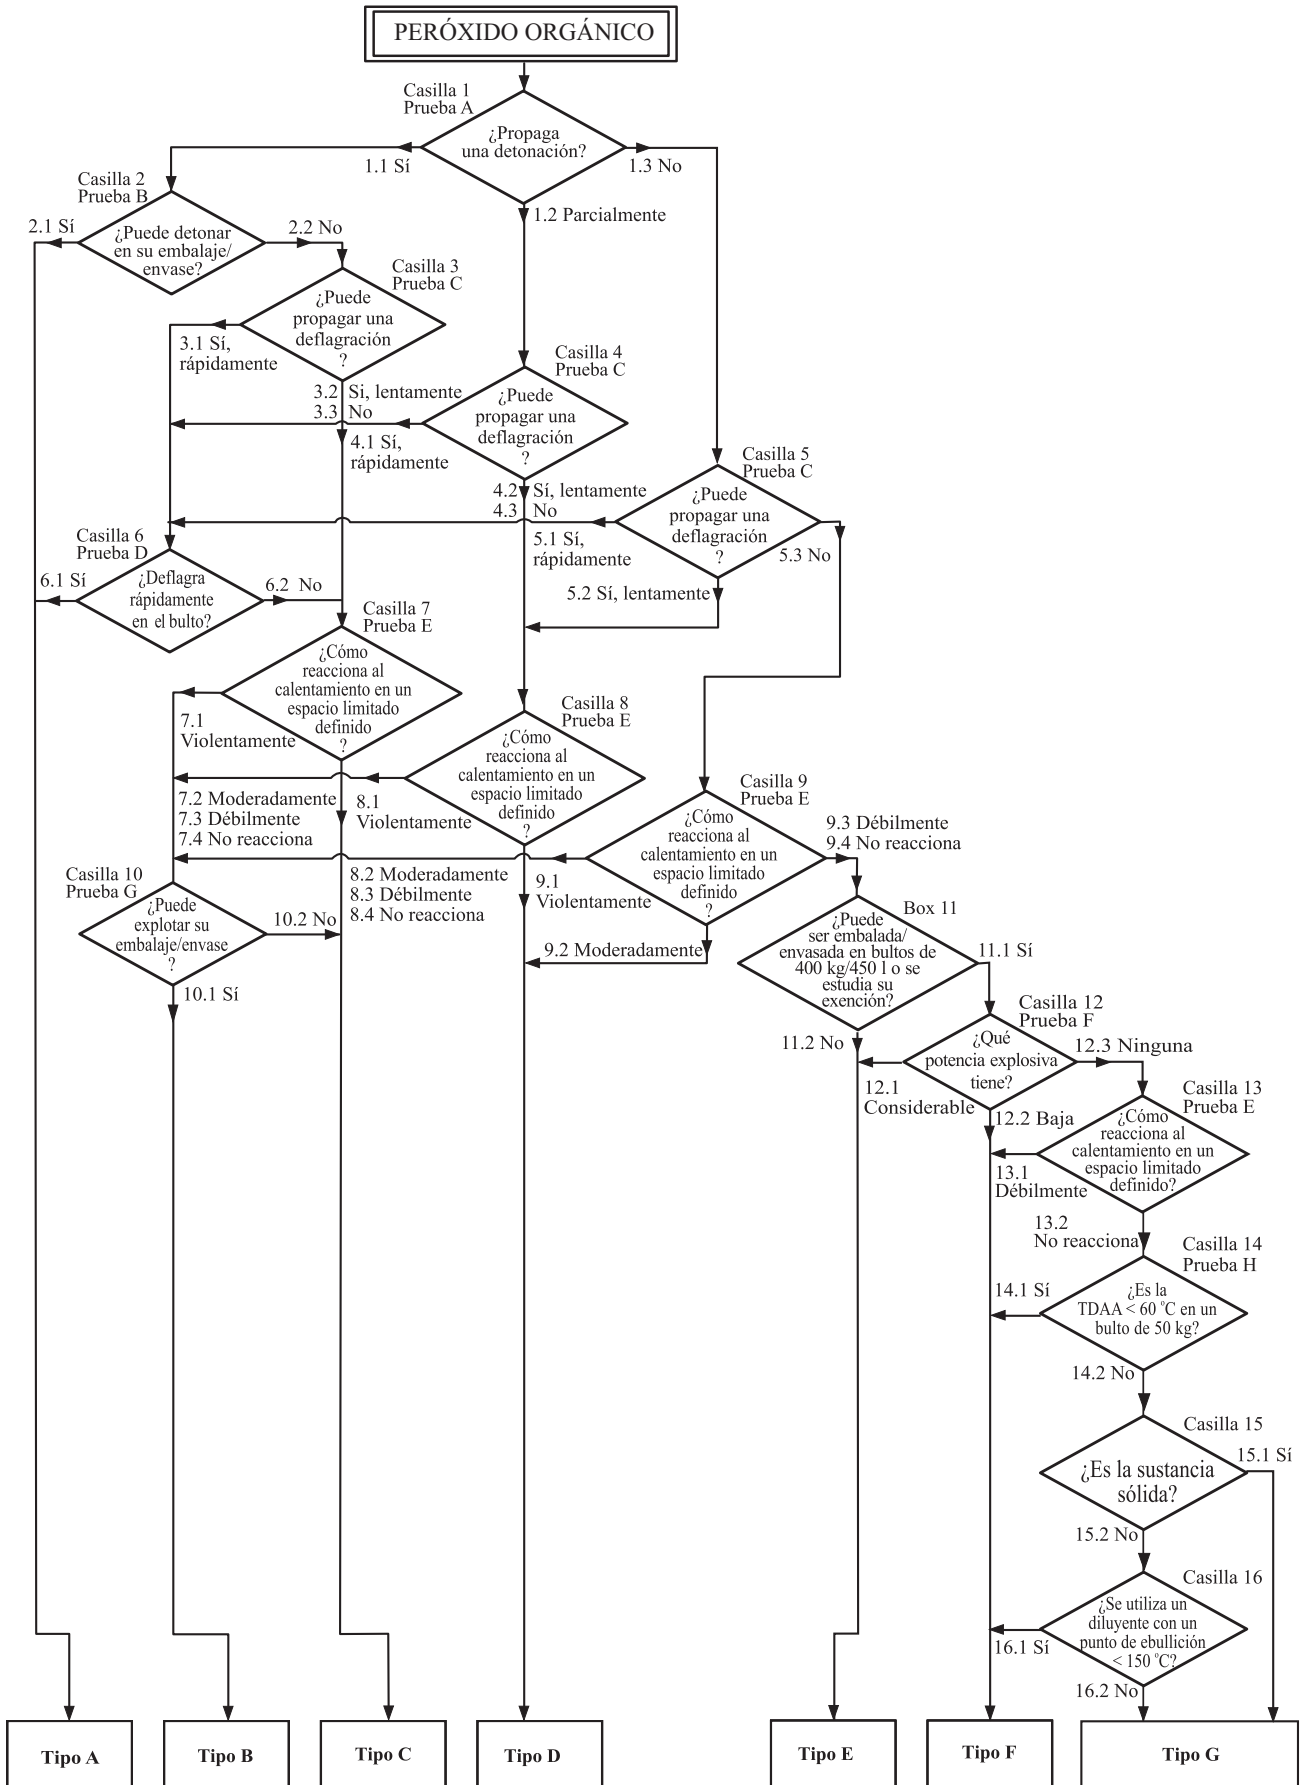 PERÓXIDO ORGÁNICO
Casilla 1
Prueba A
¿Propaga
una detonación?
1.1 Sí
1.3 No
1.2 Parcialmente
Casilla 2
Prueba B
2.1 Sí
¿Puede detonar
en su embalaje/
envase?
2.2 No
Casilla 3
Prueba C
¿Puede
propagar una
deflagración
?
3.1 Sí,
rápidamente
3.2 Si, lentamente
3.3 No
Casilla 4
Prueba C
¿Puede
propagar una
deflagración
?
4.1 Sí,
rápidamente
4.2 Sí, lentamente
4.3 No
Casilla 5
Prueba C
¿Puede
propagar una
deflagración
?
5.1 Sí,
rápidamente
5.3 No
5.2 Sí, lentamente
Casilla 6
Prueba D
6.1 Sí
¿Deflagra
rápidamente
en el bulto?
6.2 No
Casilla 7
Prueba E
¿Cómo
reacciona al
calentamiento en un
espacio limitado
definido
?
7.1
Violentamente
7.2 Moderadamente
7.3 Débilmente
7.4 No reacciona
Casilla 8
Prueba E
¿Cómo
reacciona al
calentamiento en un
espacio limitado
definido
?
8.1
Violentamente
8.2 Moderadamente
8.3 Débilmente
8.4 No reacciona
Casilla 9
Prueba E
¿Cómo
reacciona al
calentamiento en un
espacio limitado
definido
?
9.3 Débilmente
9.4 No reacciona
9.1
Violentamente
9.2 Moderadamente
Casilla 10
Prueba G
¿Puede
explotar su
embalaje/envase
?
10.2 No
10.1 Sí
Box 11
¿Puede
ser embalada/
envasada en bultos de
400 kg/450 l o se
estudia su
exención?
11.1 Sí
11.2 No
Casilla 12
Prueba F
¿Qué
potencia explosiva
tiene?
12.3 Ninguna
12.1
Considerable
12.2 Baja
Casilla 13
Prueba E
¿Cómo
reacciona al
calentamiento en un
espacio limitado
definido?
13.1
Débilmente
13.2
No reacciona
Casilla 14
Prueba H
14.1 Sí
¿Es la
TDAA < 60 °C en un
bulto de 50 kg?
14.2 No
Casilla 15
15.1 Sí
¿Es la sustancia
sólida?
15.2 No
Casilla 16
¿Se utiliza un
diluyente con un
punto de ebullición
< 150 °C?
16.1 Sí
16.2 No
Tipo A
Tipo B
Tipo C
Tipo D
Tipo E
Tipo F
Tipo G